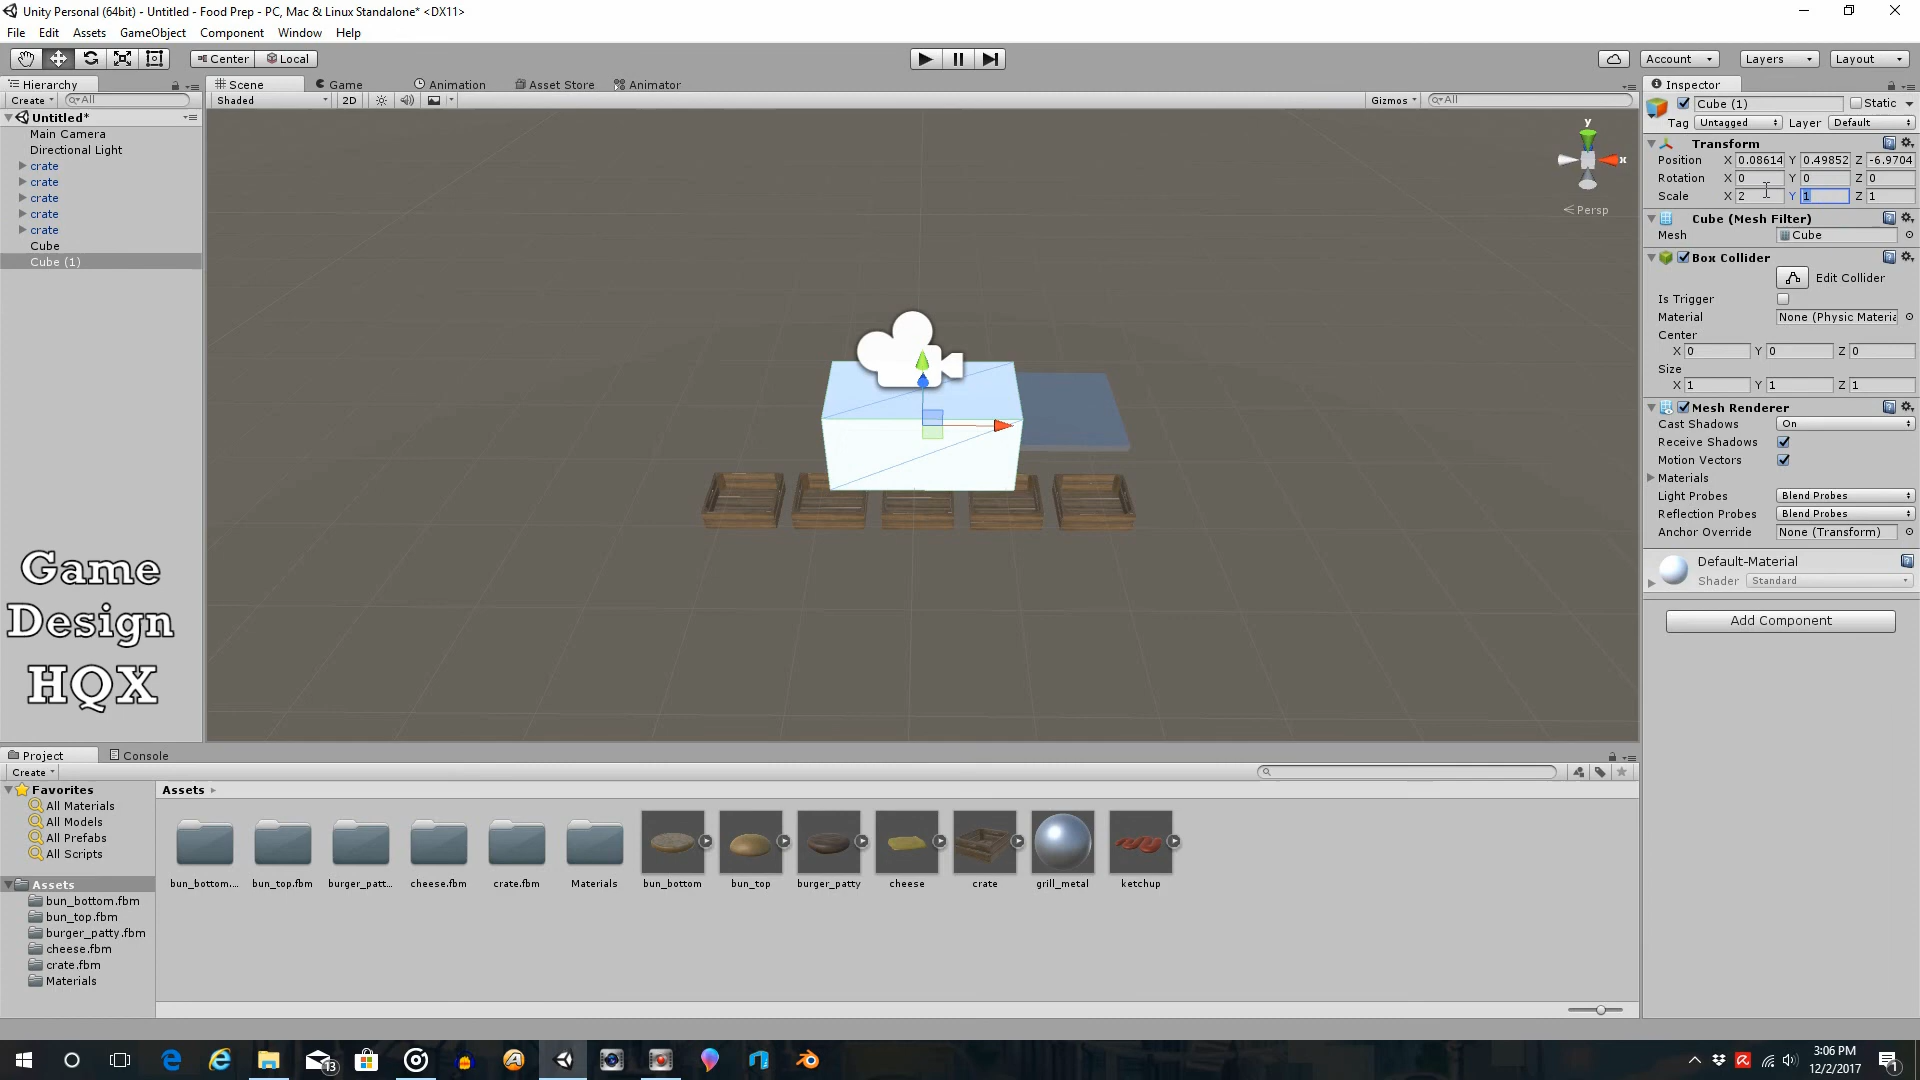 Unity Personal (64bit) - Untitled - Food Prep - PC, Mac & Linux Standalone* <DX11>
File Edit Assets GameObject Component Window Help
Center Local Account Layers Layout
Hierarchy Scene Game Animation Asset Store Animator Inspector
Create All Shaded 2D Gizmos All Cube (1) Static
Untitled* Tag Untagged Layer Default
Main Camera
Directional Light
crate
crate
crate
crate
crate
Cube
Cube (1)
y
x
Persp
Transform
Position X 0.08614 Y 0.49852 Z -6.9704
Rotation X 0 Y 0 Z 0
Scale X 2 Y 1 Z 1
Cube (Mesh Filter)
Mesh Cube
Box Collider
Edit Collider
Is Trigger
Material None (Physic Materia
Center
X 0 Y 0 Z 0
Size
X 1 Y 1 Z 1
Mesh Renderer
Cast Shadows On
Receive Shadows
Motion Vectors
Materials
Light Probes Blend Probes
Reflection Probes Blend Probes
Anchor Override None (Transform)
Default-Material
Shader Standard
Add Component
Game
Design
HQX
Project Console
Create
Favorites
All Materials
All Models
All Prefabs
All Scripts
Assets
bun_bottom.fbm
bun_top.fbm
burger_patty.fbm
cheese.fbm
crate.fbm
Materials
Assets
bun_bottom.... bun_top.fbm burger_patt... cheese.fbm crate.fbm Materials bun_bottom bun_top burger_patty cheese crate grill_metal ketchup
13
3:06 PM
12/2/2017
1